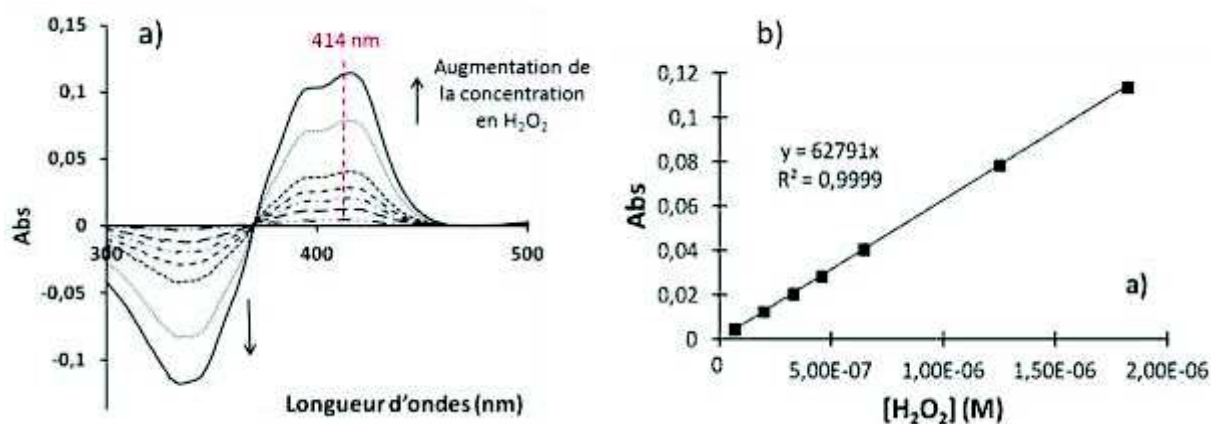 a)
0,15
0,1
0,05
0
-0,05
-0,1
300
400
500
414 nm
Augmentation de
la concentration
en H₂O₂
Abs
Longueur d'ondes (nm)
b)
0,12
0,1
0,08
0,06
0,04
0,02
0
y = 62791x
R² = 0,9999
a)
Abs
0
5,00E-07
1,00E-06
1,50E-06
2,00E-06
[H₂O₂] (M)